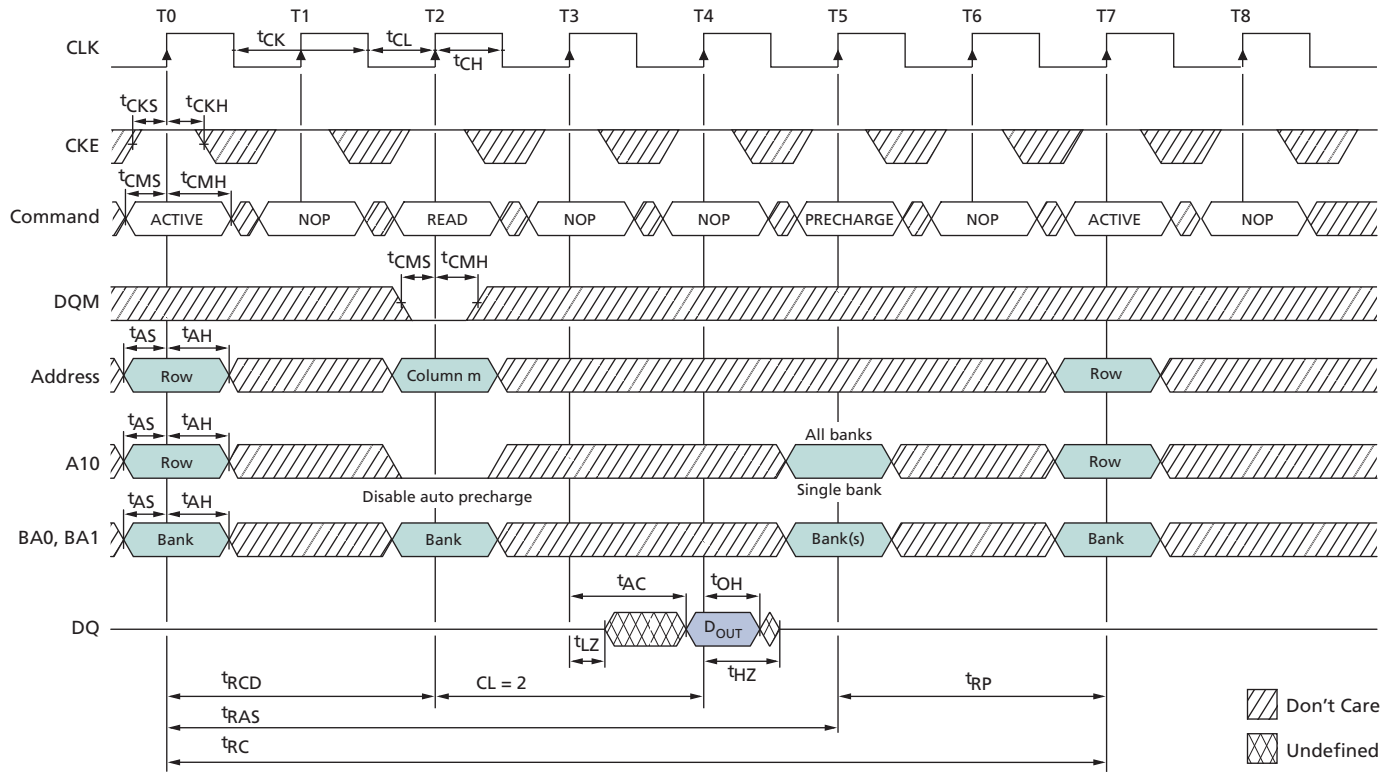 T0 T1 T2 T3 T4 T5 T6 T7 T8
CLK
tCK tCL tCH
tCKS tCKH
CKE
tCMS tCMH
Command ACTIVE NOP READ NOP NOP PRECHARGE NOP ACTIVE NOP
tCMS tCMH
DQM
tAS tAH
Address Row Column m Row
tAS tAH
All banks
A10 Row Row
Disable auto precharge Single bank
tAS tAH
BA0, BA1 Bank Bank Bank(s) Bank
tAC tOH
DQ DOUT
tLZ tHZ
tRCD CL = 2 tRP
tRAS
tRC
Don't Care
Undefined